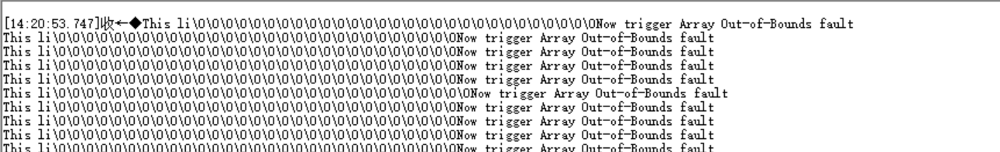 [14:20:53.747]收←◆This li\0\0\0\0\0\0\0\0\0\0\0\0\0\0\0\0\0\0\0\0\0\0\0\0\0\0\0\0\0Now trigger Array Out-of-Bounds fault
This li\0\0\0\0\0\0\0\0\0\0\0\0\0\0\0\0\0\0\0\0\0\0\0\0\0\0\0\0\0Now trigger Array Out-of-Bounds fault
This li\0\0\0\0\0\0\0\0\0\0\0\0\0\0\0\0\0\0\0\0\0\0\0\0\0\0\0\0\0Now trigger Array Out-of-Bounds fault
This li\0\0\0\0\0\0\0\0\0\0\0\0\0\0\0\0\0\0\0\0\0\0\0\0\0\0\0\0\0Now trigger Array Out-of-Bounds fault
This li\0\0\0\0\0\0\0\0\0\0\0\0\0\0\0\0\0\0\0\0\0\0\0\0\0\0\0\0\0Now trigger Array Out-of-Bounds fault
This li\0\0\0\0\0\0\0\0\0\0\0\0\0\0\0\0\0\0\0\0\0\0\0\0\0\0\0\0\0\0Now trigger Array Out-of-Bounds fault
This li\0\0\0\0\0\0\0\0\0\0\0\0\0\0\0\0\0\0\0\0\0\0\0\0\0\0\0\0\0Now trigger Array Out-of-Bounds fault
This li\0\0\0\0\0\0\0\0\0\0\0\0\0\0\0\0\0\0\0\0\0\0\0\0\0\0\0\0\0Now trigger Array Out-of-Bounds fault
This li\0\0\0\0\0\0\0\0\0\0\0\0\0\0\0\0\0\0\0\0\0\0\0\0\0\0\0\0\0Now trigger Array Out-of-Bounds fault
This li\0\0\0\0\0\0\0\0\0\0\0\0\0\0\0\0\0\0\0\0\0\0\0\0\0\0\0\0\0Now trigger Array Out-of-Bounds fault